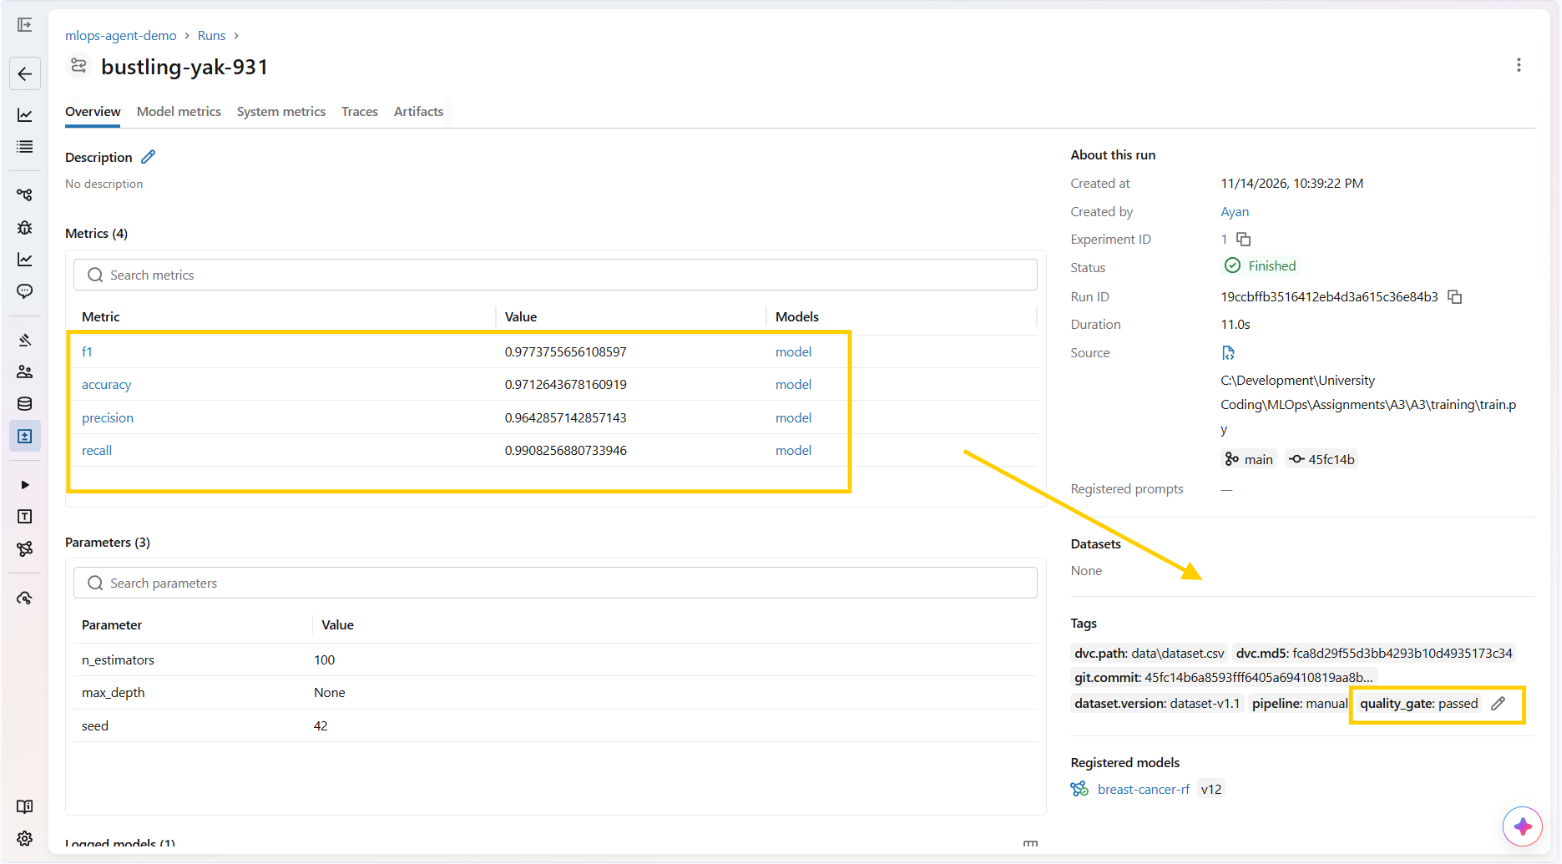 mlops-agent-demo > Runs >
bustling-yak-931
Overview Model metrics System metrics Traces Artifacts
Description
No description
Metrics (4)
Search metrics
Metric Value Models
f1 0.9773755656108597 model
accuracy 0.9712643678160919 model
precision 0.9642857142857143 model
recall 0.9908256880733946 model
Parameters (3)
Search parameters
Parameter Value
n_estimators 100
max_depth None
seed 42
Logged models (1)
About this run
Created at 11/14/2026, 10:39:22 PM
Created by Ayan
Experiment ID 1
Status Finished
Run ID 19ccbffb3516412eb4d3a615c36e84b3
Duration 11.0s
Source
C:\Development\University
Coding\MLOps\Assignments\A3\A3\training\train.p
y
main 45fc14b
Registered prompts —
Datasets
None
Tags
dvc.path: data\dataset.csv dvc.md5: fca8d29f55d3bb4293b10d4935173c34
git.commit: 45fc14b6a8593fff6405a69410819aa8b...
dataset.version: dataset-v1.1 pipeline: manual quality_gate: passed
Registered models
breast-cancer-rf v12